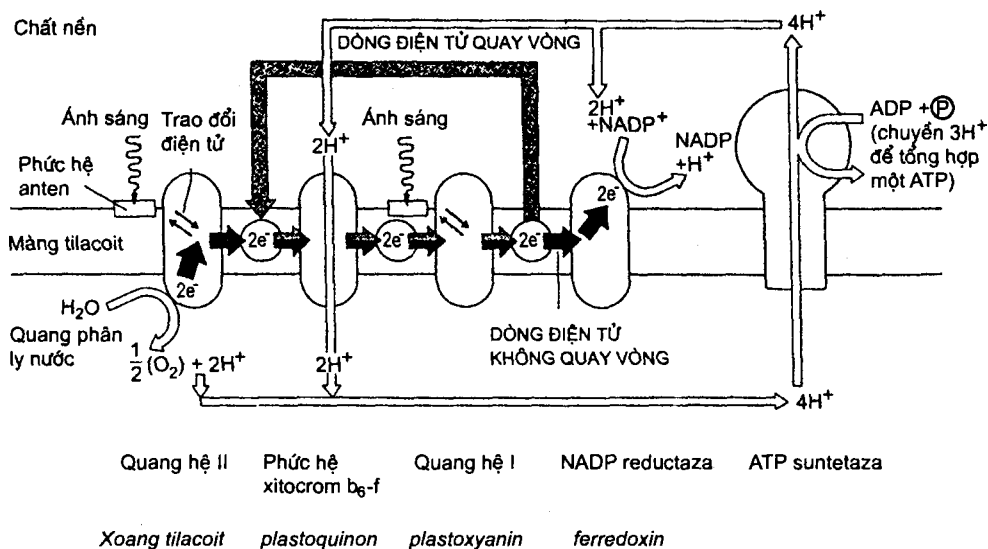 Chất nền
4H⁺
DÒNG ĐIỆN TỬ QUAY VÒNG
Ánh sáng
Trao đổi
điện tử
Ánh sáng
2H⁺
+NADP⁺
NADP
+H⁺
ADP + P
(chuyển 3H⁺
để tổng hợp
một ATP)
2H⁺
Phức hệ
anten
2e⁻
Màng tilacoit
2e⁻
2e⁻
2e⁻
2e⁻
H₂O
Quang phân
ly nước
1/2(O₂) + 2H⁺
2H⁺
DÒNG ĐIỆN TỬ
KHÔNG QUAY VÒNG
4H⁺
Quang hệ II
Phức hệ
xitocrom b₆-f
Quang hệ I
NADP reductaza
ATP suntetaza
Xoang tilacoit
plastoquinon
plastoxyanin
ferredoxin